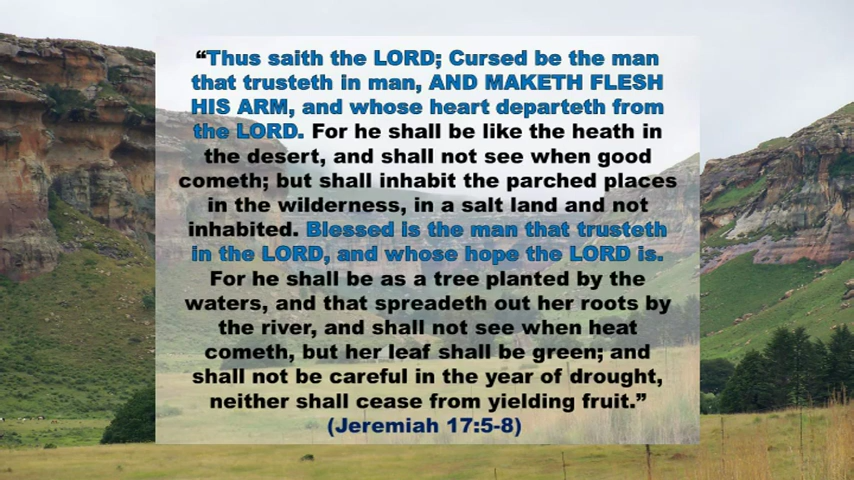 “Thus saith the LORD; Cursed be the man
that trusteth in man, AND MAKETH FLESH
HIS ARM, and whose heart departeth from
the LORD. For he shall be like the heath in
the desert, and shall not see when good
cometh; but shall inhabit the parched places
in the wilderness, in a salt land and not
inhabited. Blessed is the man that trusteth
in the LORD, and whose hope the LORD is.
For he shall be as a tree planted by the
waters, and that spreadeth out her roots by
the river, and shall not see when heat
cometh, but her leaf shall be green; and
shall not be careful in the year of drought,
neither shall cease from yielding fruit.”
(Jeremiah 17:5-8)